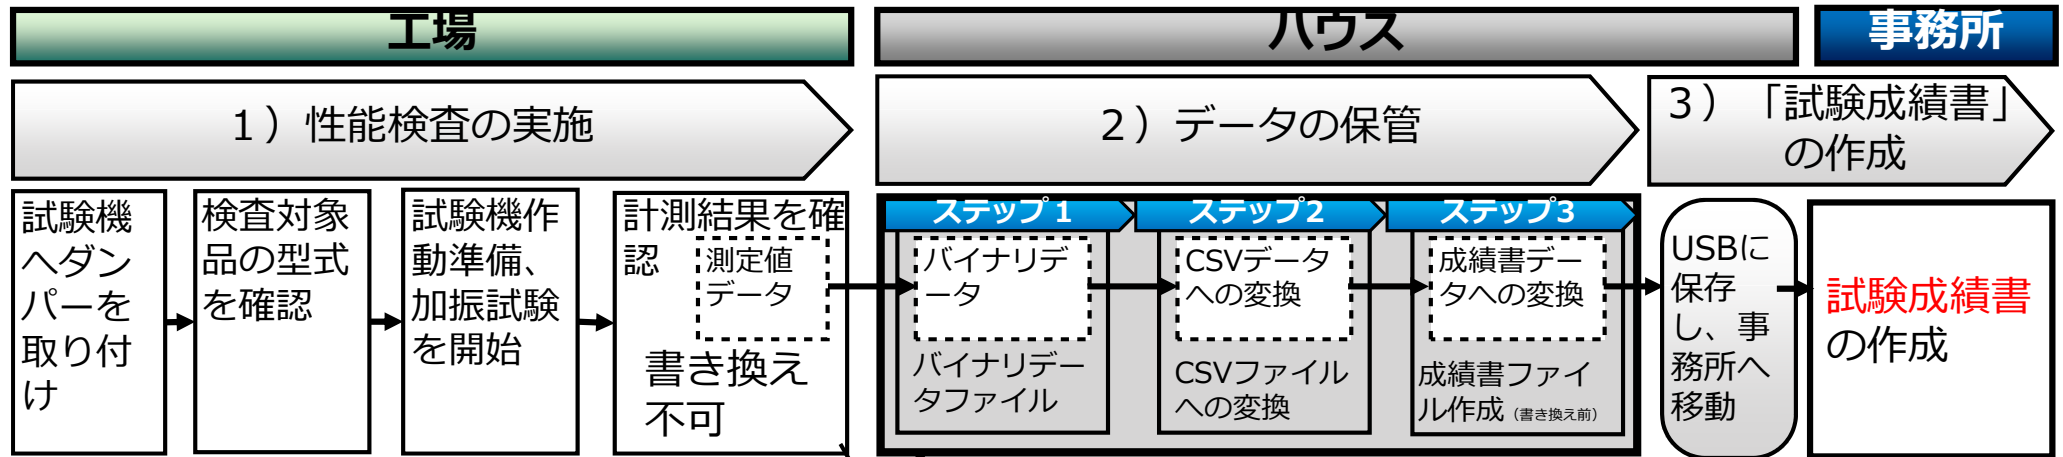 工場
ハウス
事務所
1）性能検査の実施
2）データの保管
3）「試験成績書」
の作成
試験機
へダン
パーを
取り付
け
検査対象
品の型式
を確認
試験機作
動準備、
加振試験
を開始
計測結果を確
認
測定値
データ
書き換え
不可
ステップ1
バイナリデ
ータ
バイナリデー
タファイル
ステップ2
CSVデータ
への変換
CSVファイル
への変換
ステップ3
成績書デー
タへの変換
成績書ファイ
ル作成（書き換え前）
USBに
保存
し、事
務所へ
移動
試験成績書
の作成